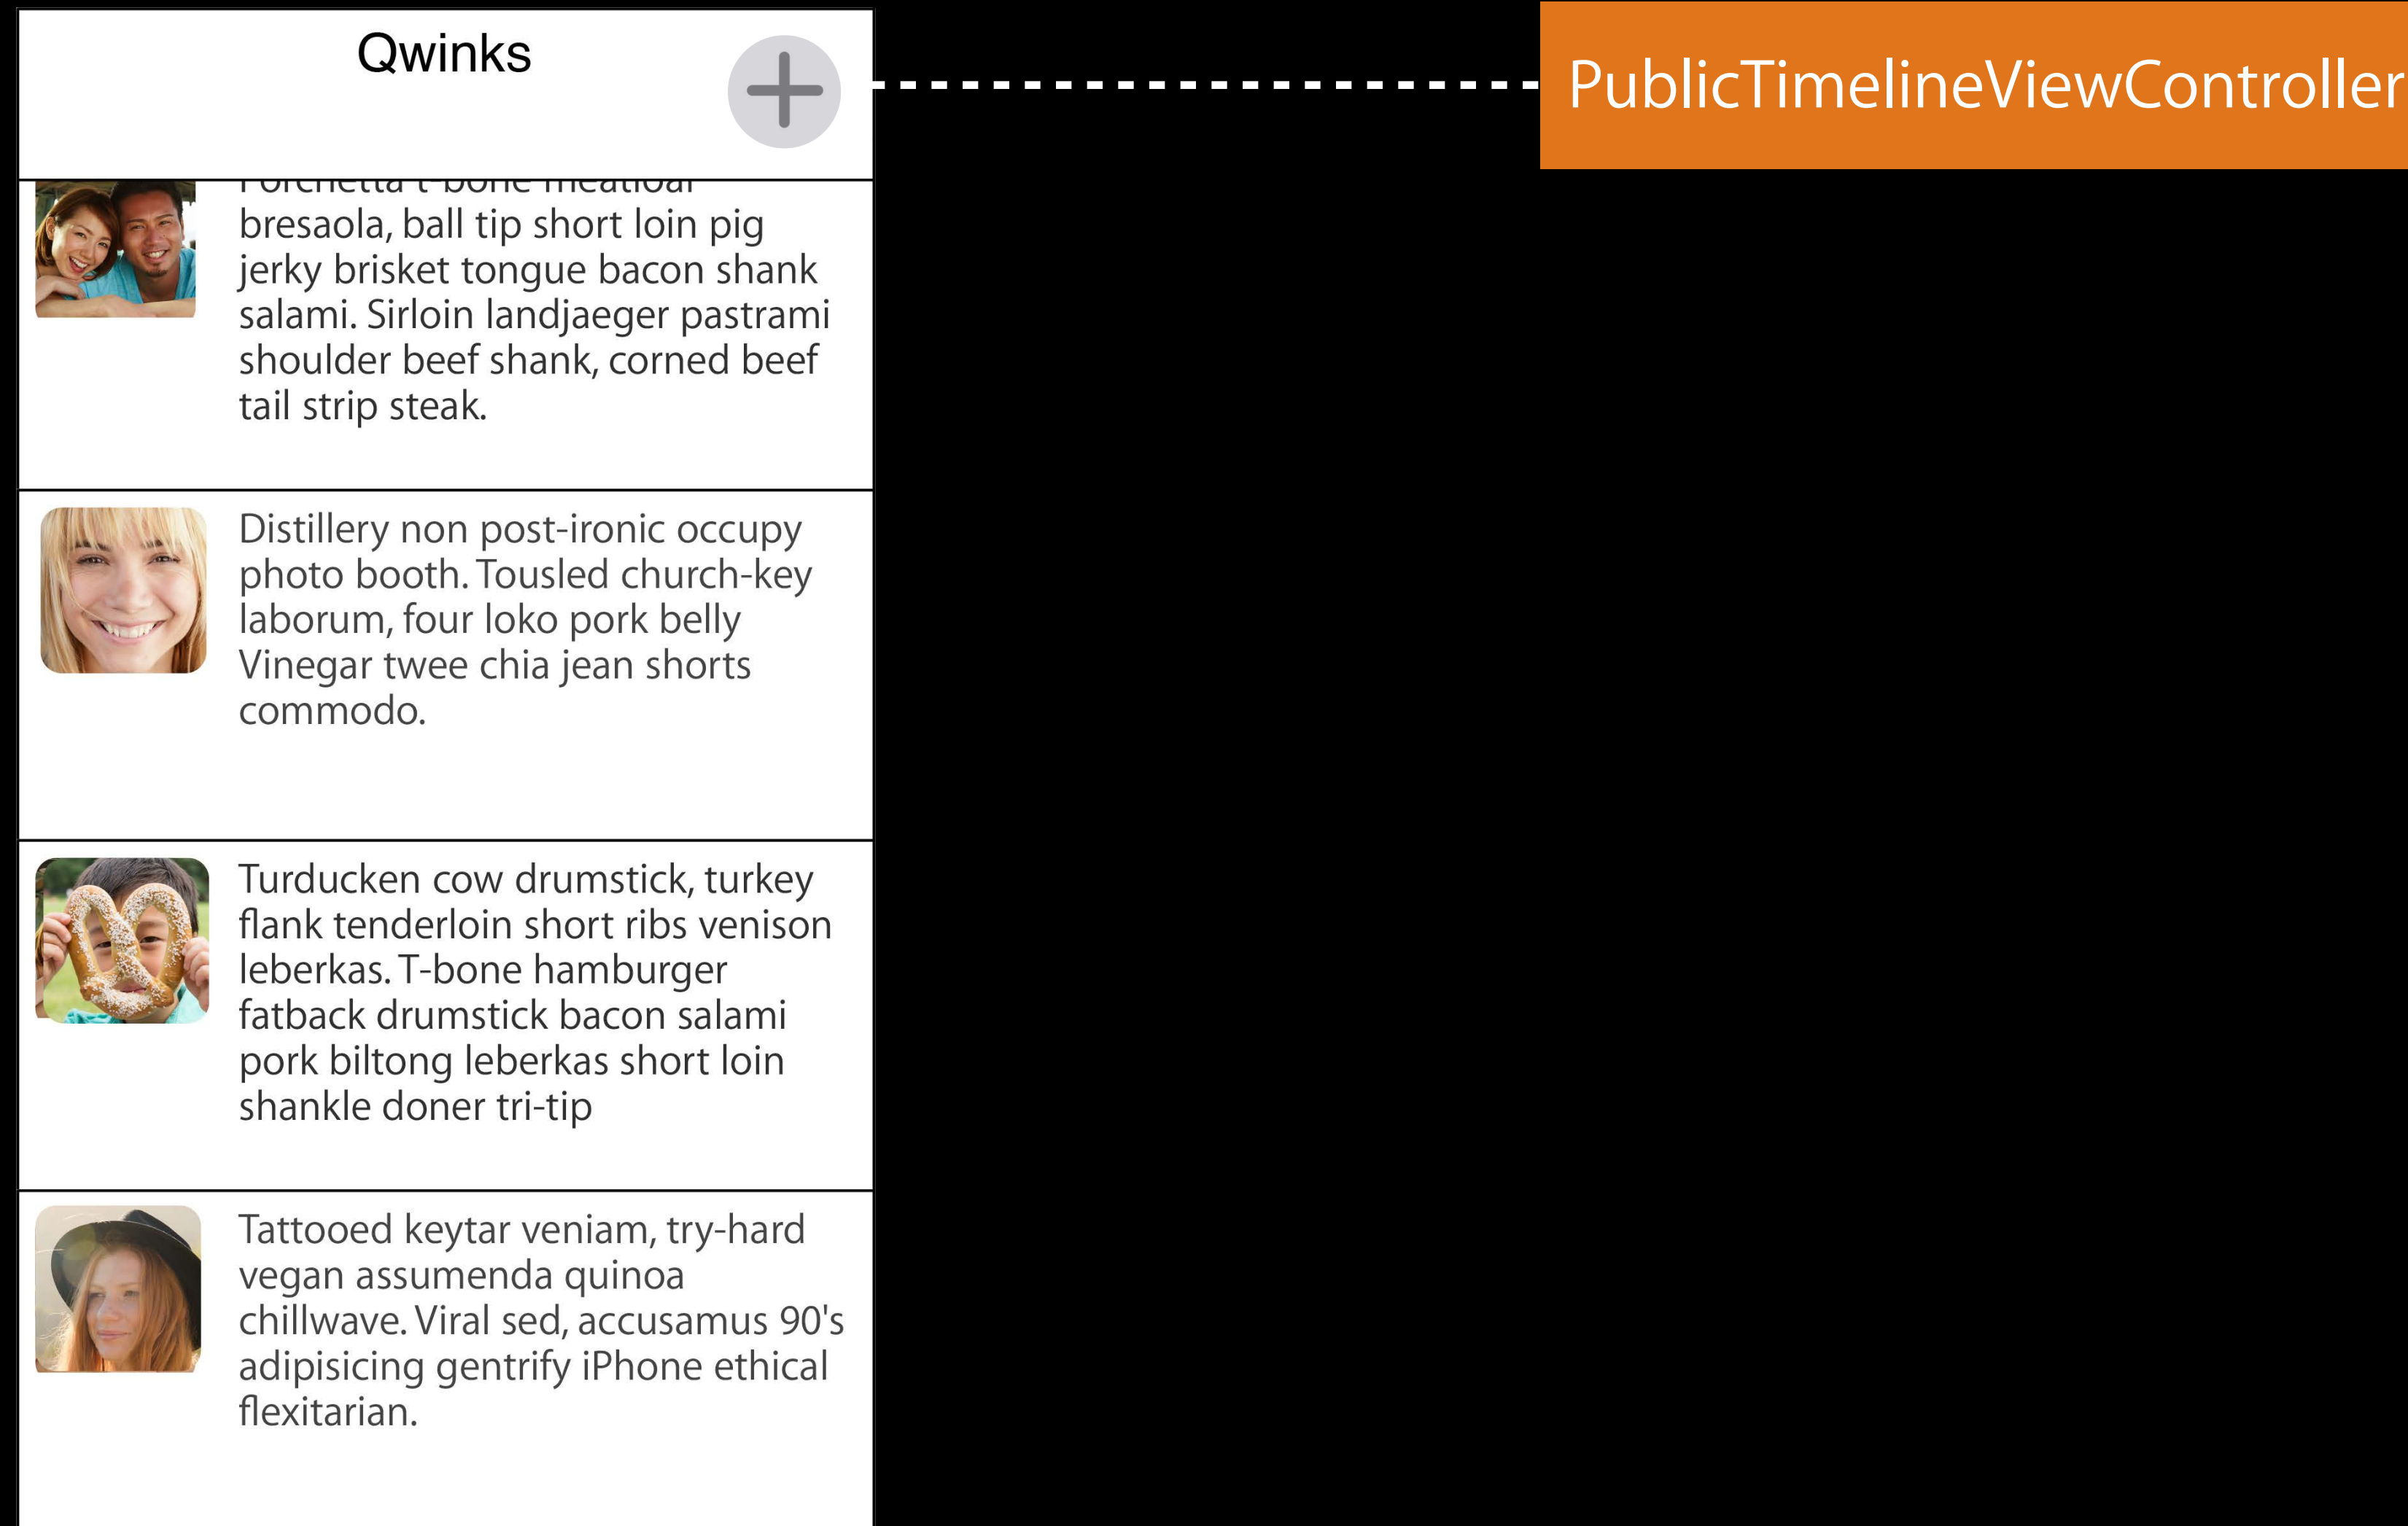 Qwinks
PublicTimelineViewController
Porchetta t-bone meatloaf
bresaola, ball tip short loin pig
jerky brisket tongue bacon shank
salami. Sirloin landjaeger pastrami
shoulder beef shank, corned beef
tail strip steak.
Distillery non post-ironic occupy
photo booth. Tousled church-key
laborum, four loko pork belly
Vinegar twee chia jean shorts
commodo.
Turducken cow drumstick, turkey
flank tenderloin short ribs venison
leberkas. T-bone hamburger
fatback drumstick bacon salami
pork biltong leberkas short loin
shankle doner tri-tip
Tattooed keytar veniam, try-hard
vegan assumenda quinoa
chillwave. Viral sed, accusamus 90's
adipisicing gentrify iPhone ethical
flexitarian.